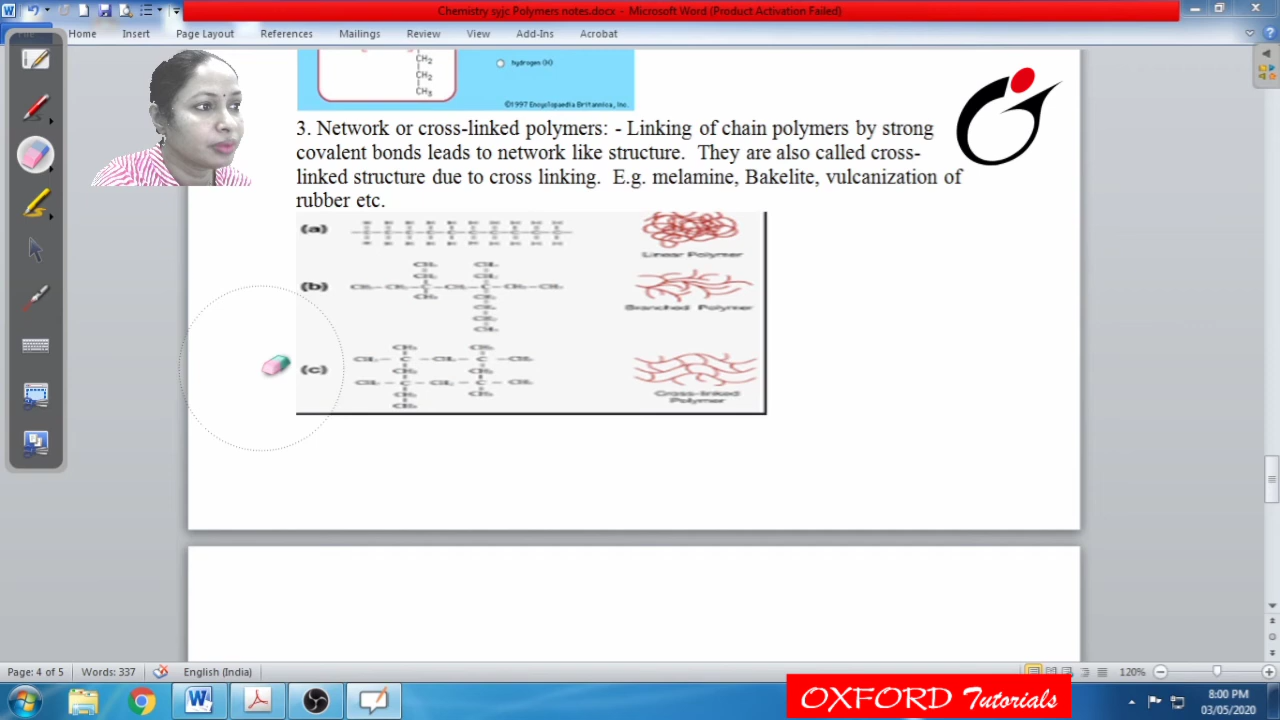 Chemistry syjc Polymers notes.docx - Microsoft Word (Product Activation Failed)
File Home Insert Page Layout References Mailings Review View Add-Ins Acrobat
CH₂
CH₂
CH₃
hydrogen (H)
©1997 Encyclopaedia Britannica, Inc.
3. Network or cross-linked polymers: - Linking of chain polymers by strong
covalent bonds leads to network like structure. They are also called cross-
linked structure due to cross linking. E.g. melamine, Bakelite, vulcanization of
rubber etc.
(a)
Linear Polymer
(b)
Branched Polymer
(c)
Cross-linked
Polymer
Page: 4 of 5 Words: 337 English (India) 120%
OXFORD Tutorials
8:00 PM
03/05/2020